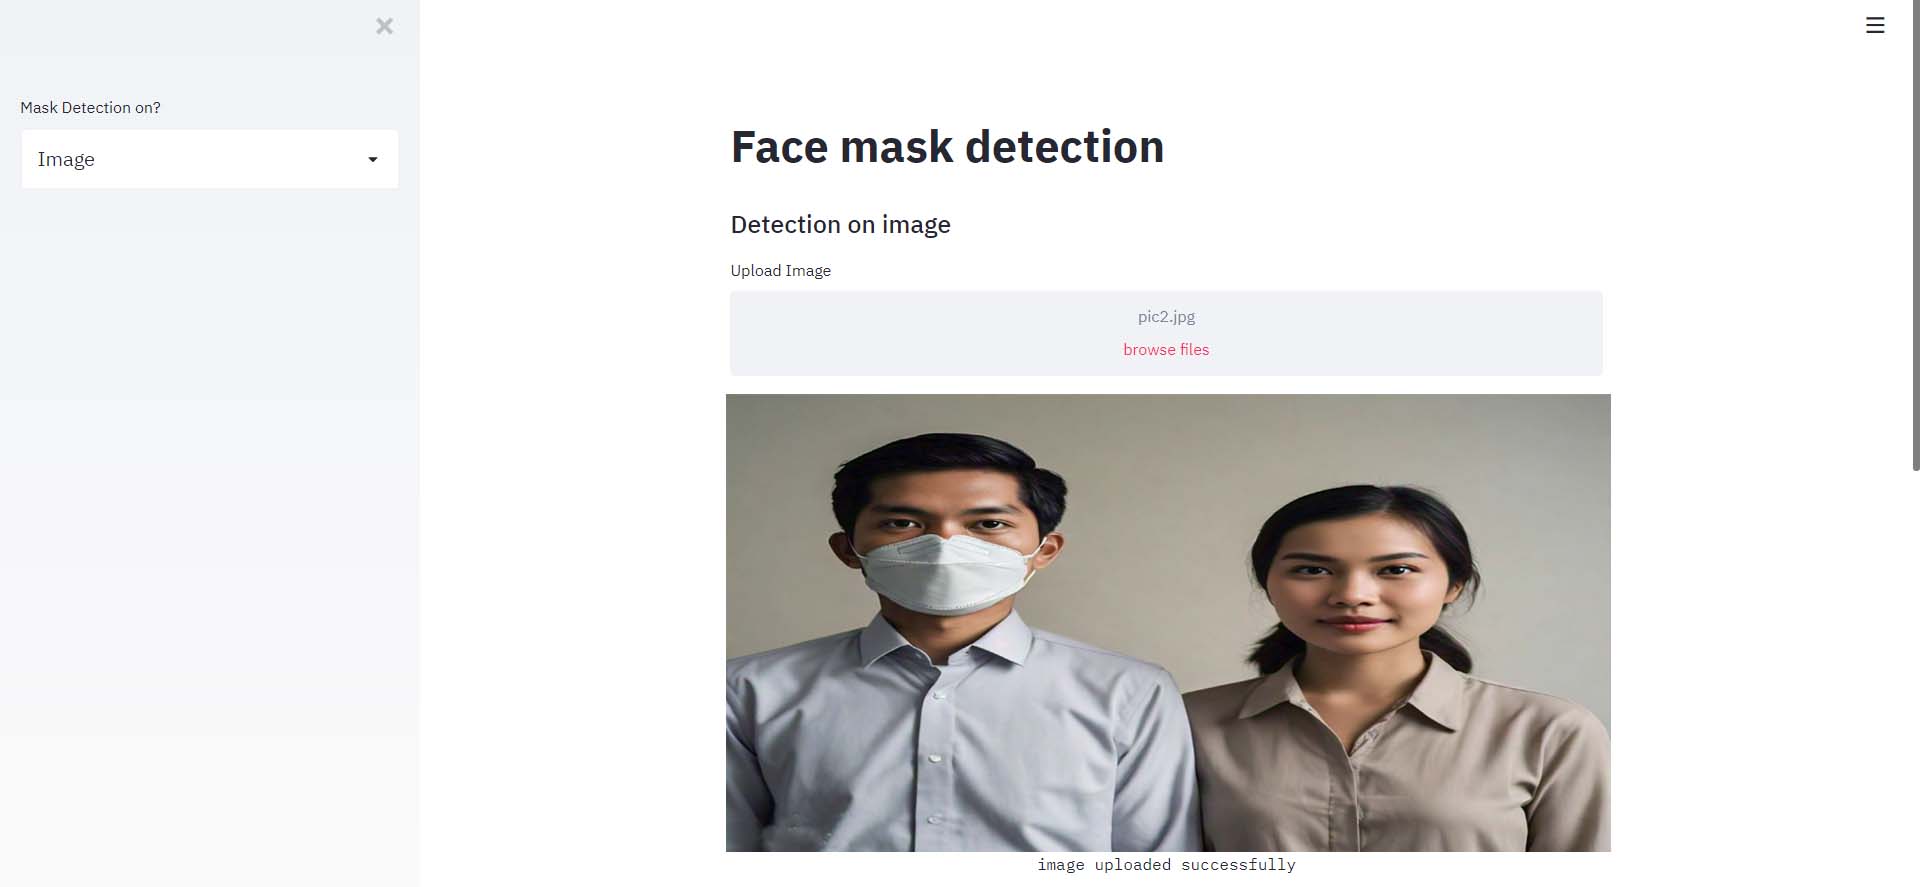 Mask Detection on?
Image
Face mask detection
Detection on image
Upload Image
pic2.jpg
browse files
image uploaded successfully